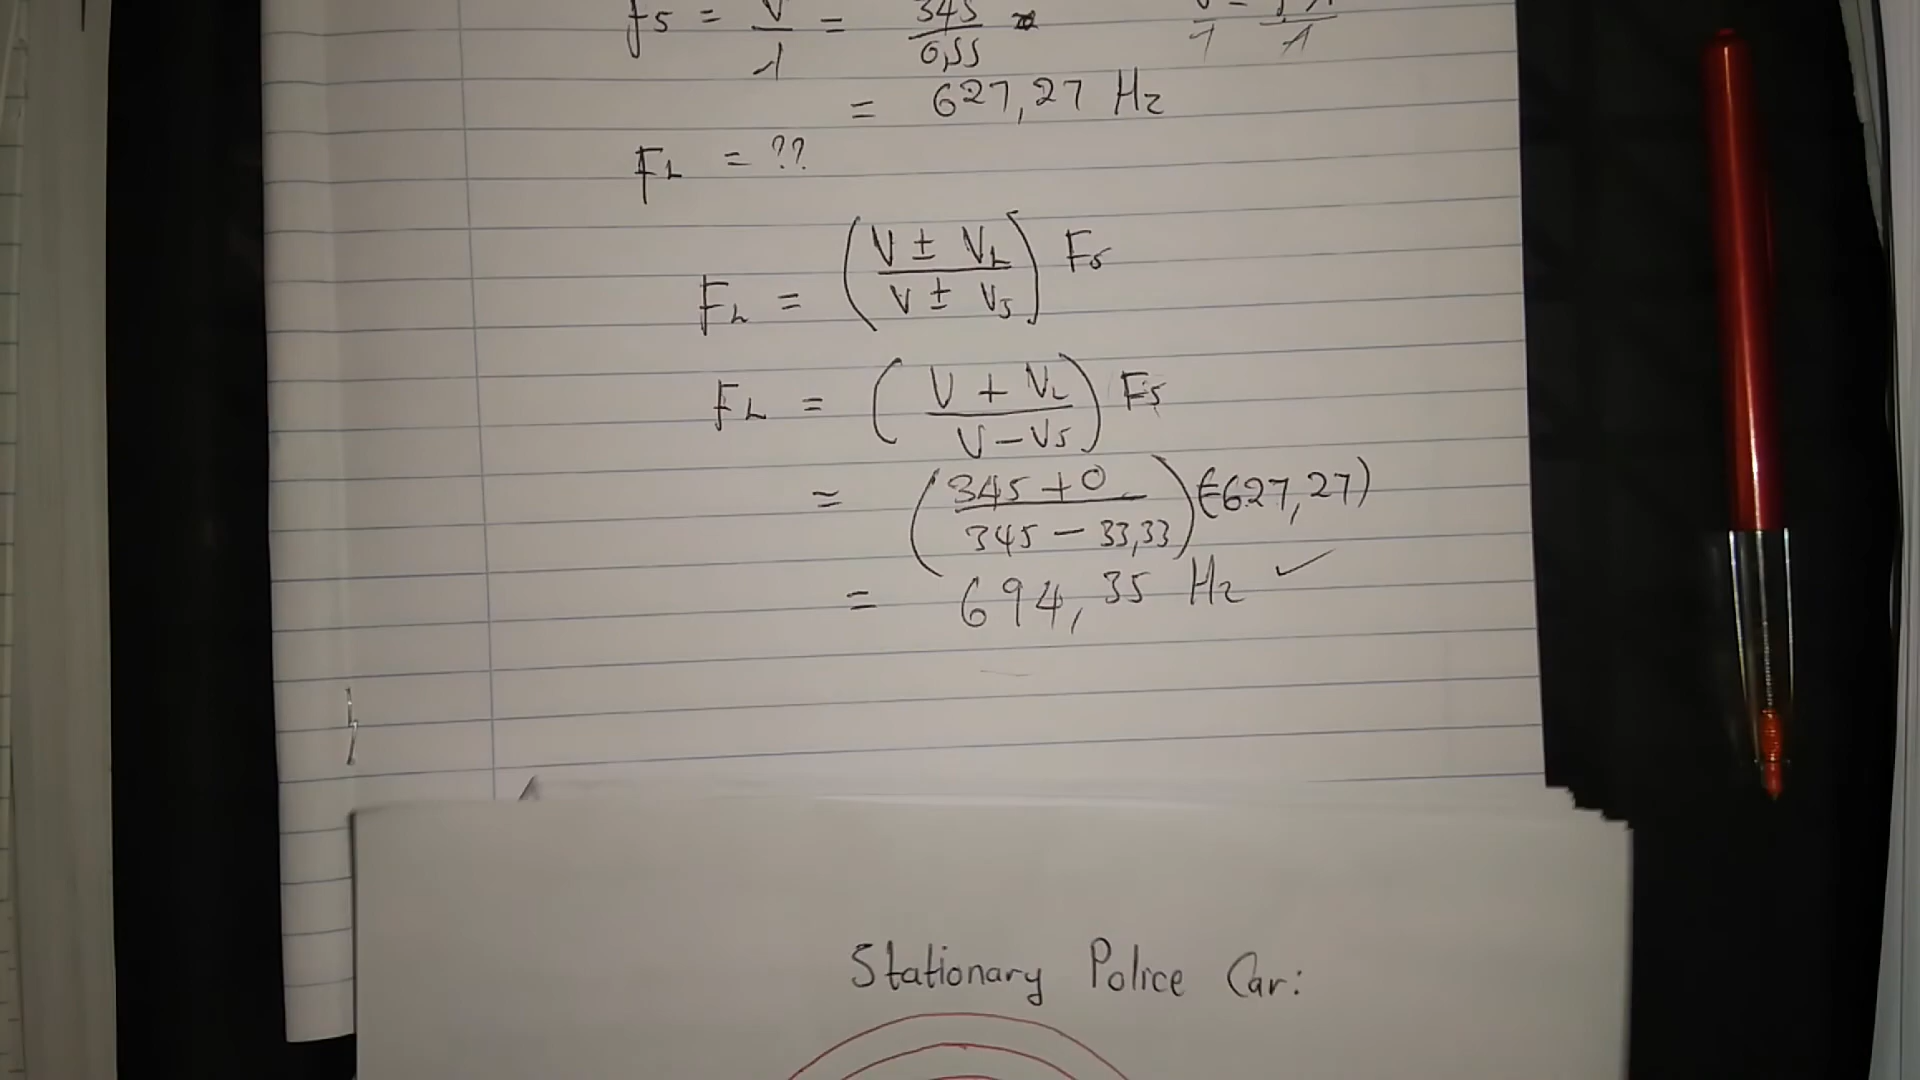 fs = V/λ = 345/0,55
= 627,27 Hz
FL = ??
FL = (V ± VL / V ± Vs) Fs
FL = (V + VL / V – Vs) Fs
= (345 + 0 / 345 – 33,33) (627,27)
= 694,35 Hz ✓
Stationary Police Car: